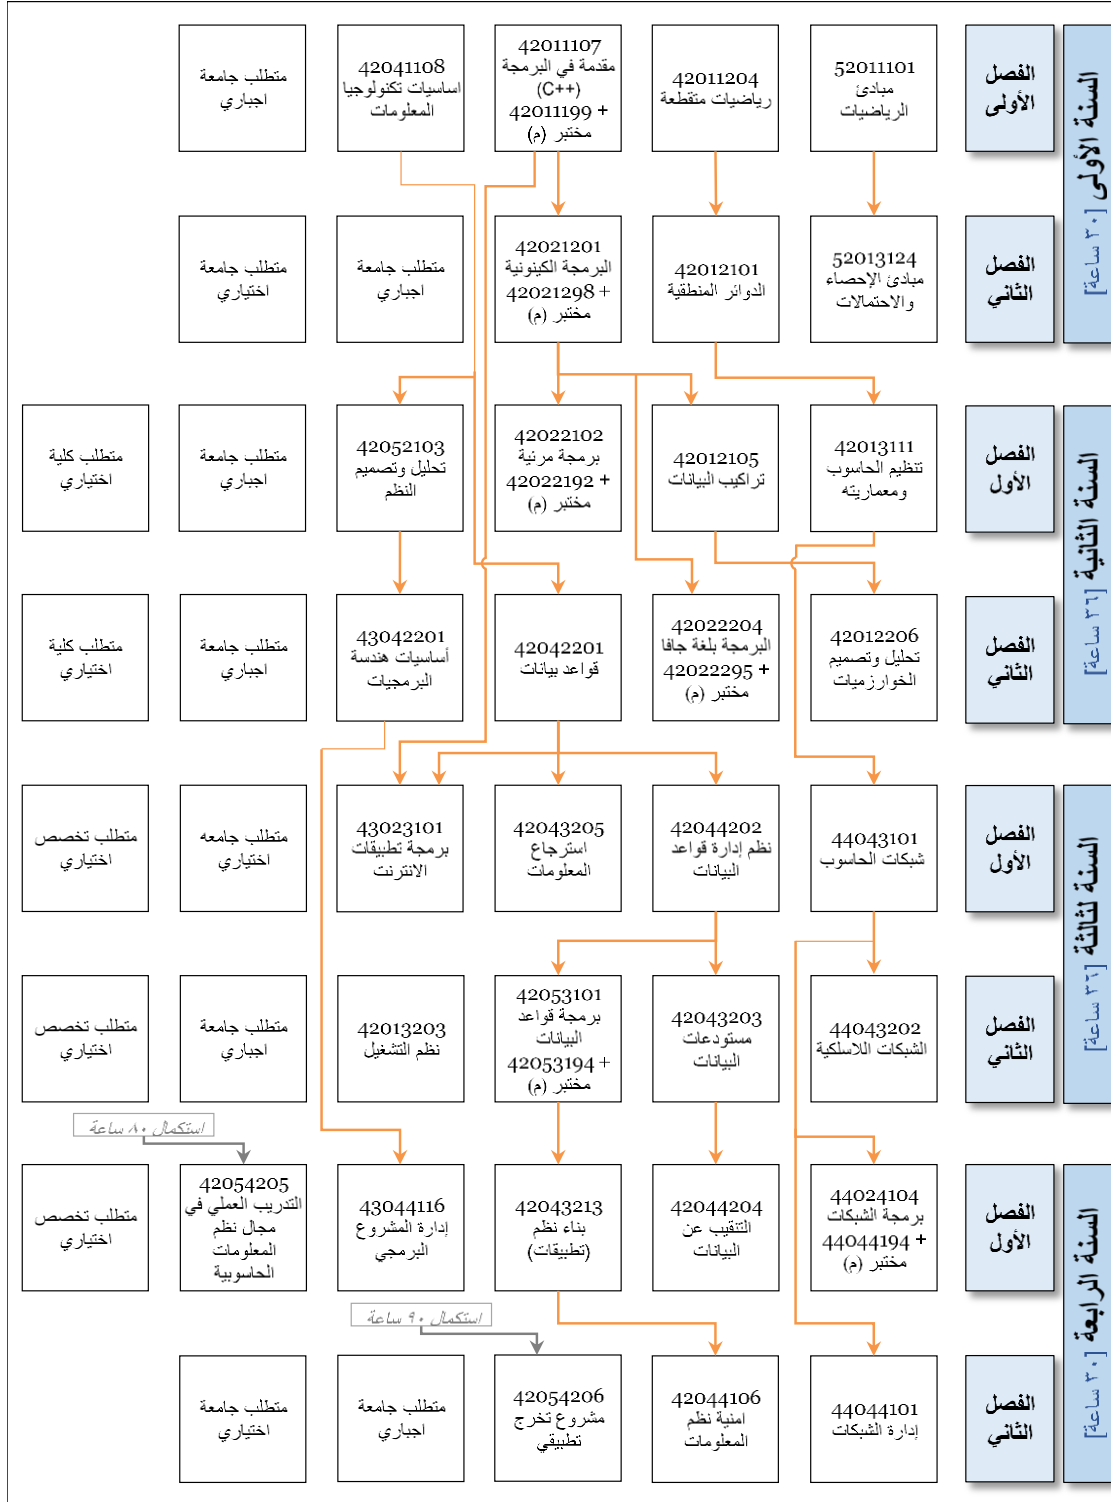 السنة الأولى [٣٠ ساعة]
الفصل
الأولى
52011101
مبادئ
الرياضيات
42011204
رياضيات متقطعة
42011107
مقدمة في البرمجة
(C++)
42011199 +
مختبر (م)
42041108
اساسيات تكنولوجيا
المعلومات
متطلب جامعة
اجباري
الفصل
الثاني
52013124
مبادئ الإحصاء
والاحتمالات
42012101
الدوائر المنطقية
42021201
البرمجة الكينونية
42021298 +
مختبر (م)
متطلب جامعة
اجباري
متطلب جامعة
اختياري
السنة الثانية [٣٦ ساعة]
الفصل
الأول
42013111
تنظيم الحاسوب
ومعماريته
42012105
تراكيب البيانات
42022102
برمجة مرئية
42022192 +
مختبر (م)
42052103
تحليل وتصميم
النظم
متطلب جامعة
اجباري
متطلب كلية
اختياري
الفصل
الثاني
42012206
تحليل وتصميم
الخوارزميات
42022204
البرمجة بلغة جافا
42022295 +
مختبر (م)
42042201
قواعد بيانات
43042201
أساسيات هندسة
البرمجيات
متطلب جامعة
اجباري
متطلب كلية
اختياري
السنة لثالثة [٣٦ ساعة]
الفصل
الأول
44043101
شبكات الحاسوب
42044202
نظم إدارة قواعد
البيانات
42043205
استرجاع
المعلومات
43023101
برمجة تطبيقات
الانترنت
متطلب جامعه
اختياري
متطلب تخصص
اختياري
الفصل
الثاني
44043202
الشبكات اللاسلكية
42043203
مستودعات
البيانات
42053101
برمجة قواعد
البيانات
42053194 +
مختبر (م)
42013203
نظم التشغيل
متطلب جامعة
اجباري
متطلب تخصص
اختياري
استكمال ٨٠ ساعة
السنة الرابعة [٣٠ ساعة]
الفصل
الأول
44024104
برمجة الشبكات
44044194 +
مختبر (م)
42044204
التنقيب عن
البيانات
42043213
بناء نظم
(تطبيقات)
43044116
إدارة المشروع
البرمجي
42054205
التدريب العملي في
مجال نظم
المعلومات
الحاسوبية
متطلب تخصص
اختياري
استكمال ٩٠ ساعة
الفصل
الثاني
44044101
إدارة الشبكات
42044106
امنية نظم
المعلومات
42054206
مشروع تخرج
تطبيقي
متطلب جامعة
اجباري
متطلب جامعة
اختياري